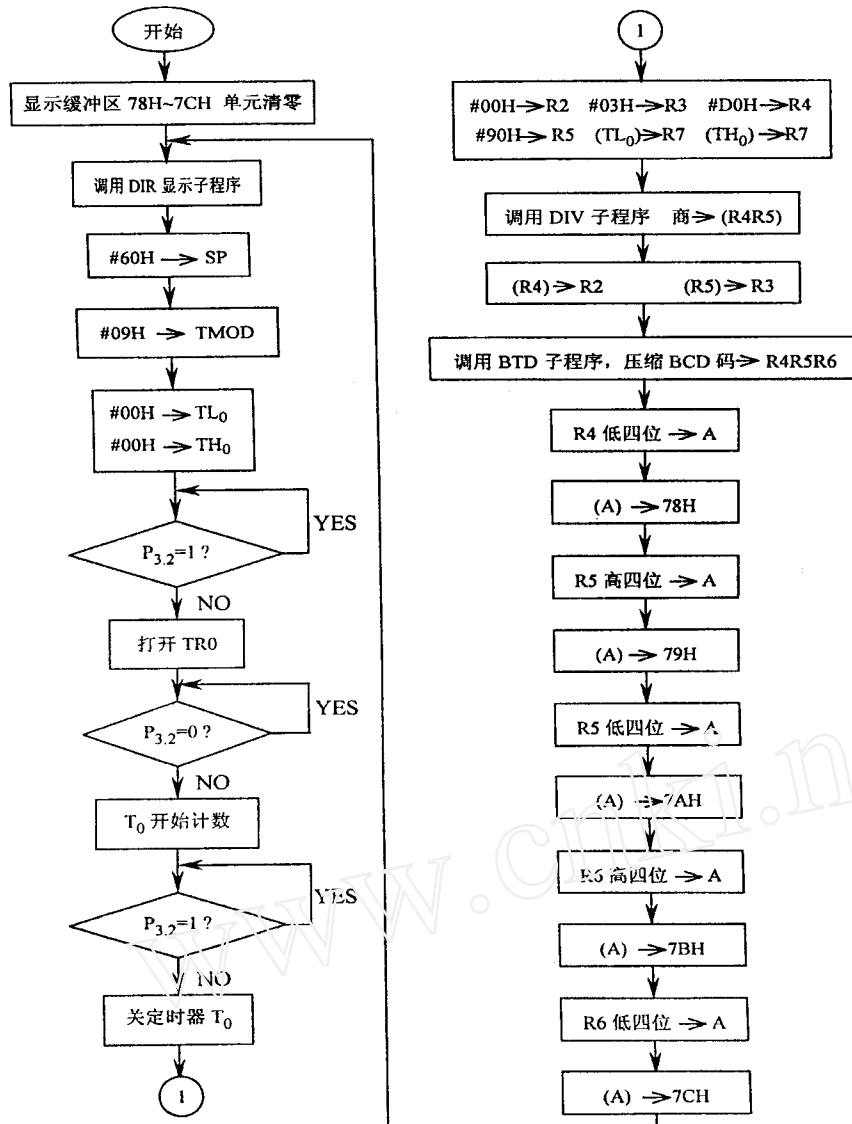 开始
显示缓冲区 78H~7CH 单元清零
调用 DIR 显示子程序
#60H → SP
#09H → TMOD
#00H → TL₀
#00H → TH₀
P₃.₂=1 ?
YES
NO
打开 TR0
P₃.₂=0 ?
YES
NO
T₀ 开始计数
P₃.₂=1 ?
YES
NO
关定时器 T₀
1
1
#00H → R2 #03H → R3 #D0H → R4
#90H → R5 (TL₀) → R7 (TH₀) → R7
调用 DIV 子程序 商 → (R4R5)
(R4) → R2 (R5) → R3
调用 BTD 子程序，压缩 BCD 码 → R4R5R6
R4 低四位 → A
(A) → 78H
R5 高四位 → A
(A) → 79H
R5 低四位 → A
(A) → 7AH
R6 高四位 → A
(A) → 7BH
R6 低四位 → A
(A) → 7CH
www.cnki.n